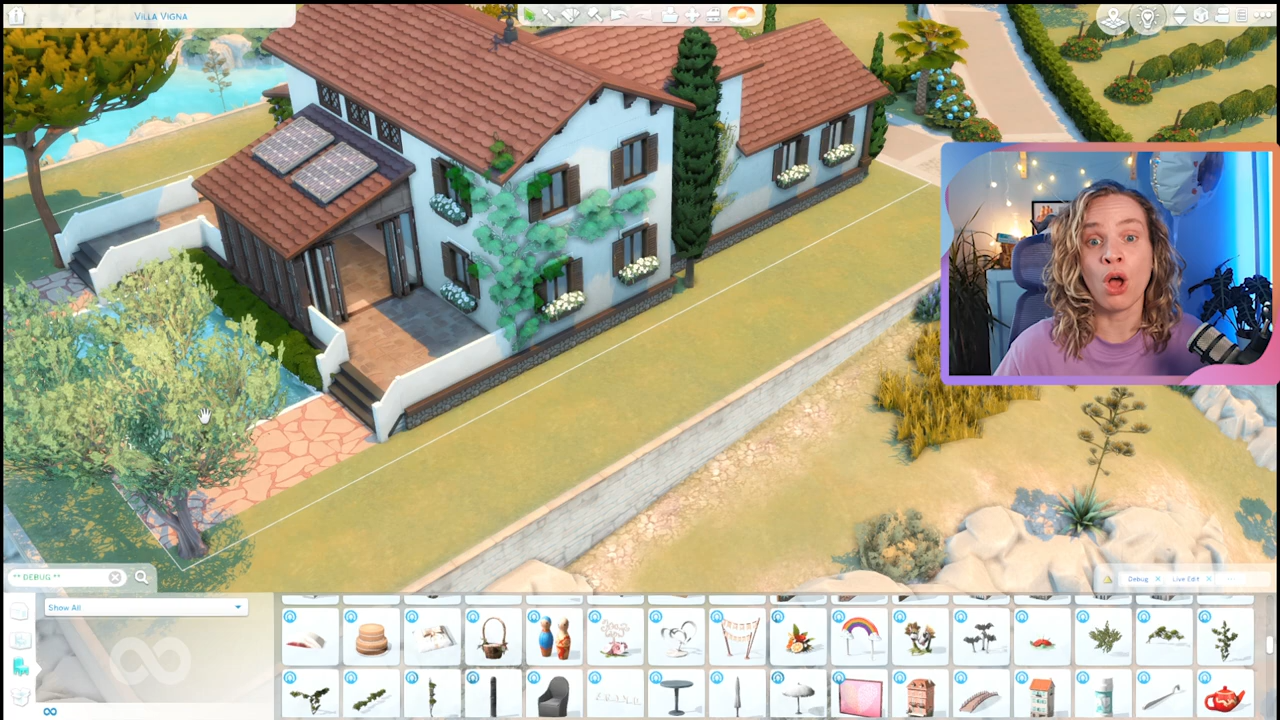 VILLA VIGNA
** DEBUG **
Debug
Live Edit
Show All